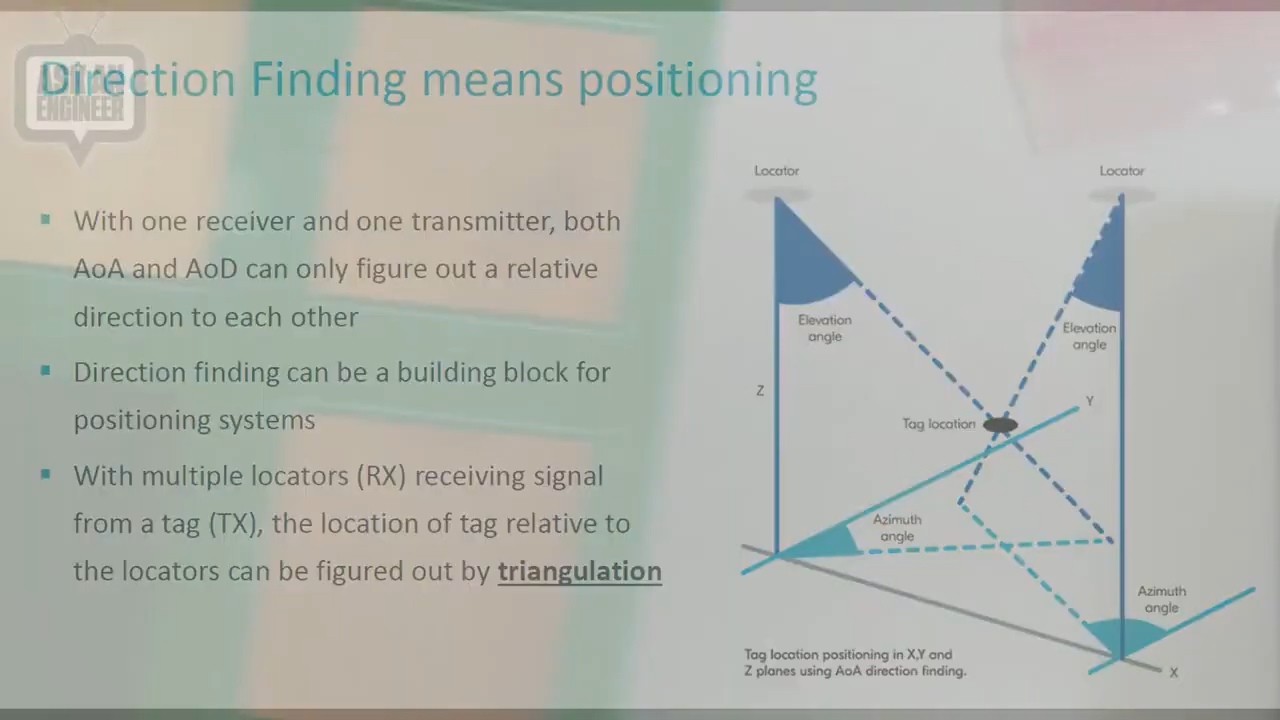 Direction Finding means positioning
ASHTAN
ENGINEER
With one receiver and one transmitter, both
AoA and AoD can only figure out a relative
direction to each other
Direction finding can be a building block for
positioning systems
With multiple locators (RX) receiving signal
from a tag (TX), the location of tag relative to
the locators can be figured out by triangulation
Locator
Locator
Elevation
angle
Elevation
angle
Z
Y
Tag location
Azimuth
angle
Azimuth
angle
X
Tag location positioning in X,Y and
Z planes using AoA direction finding.